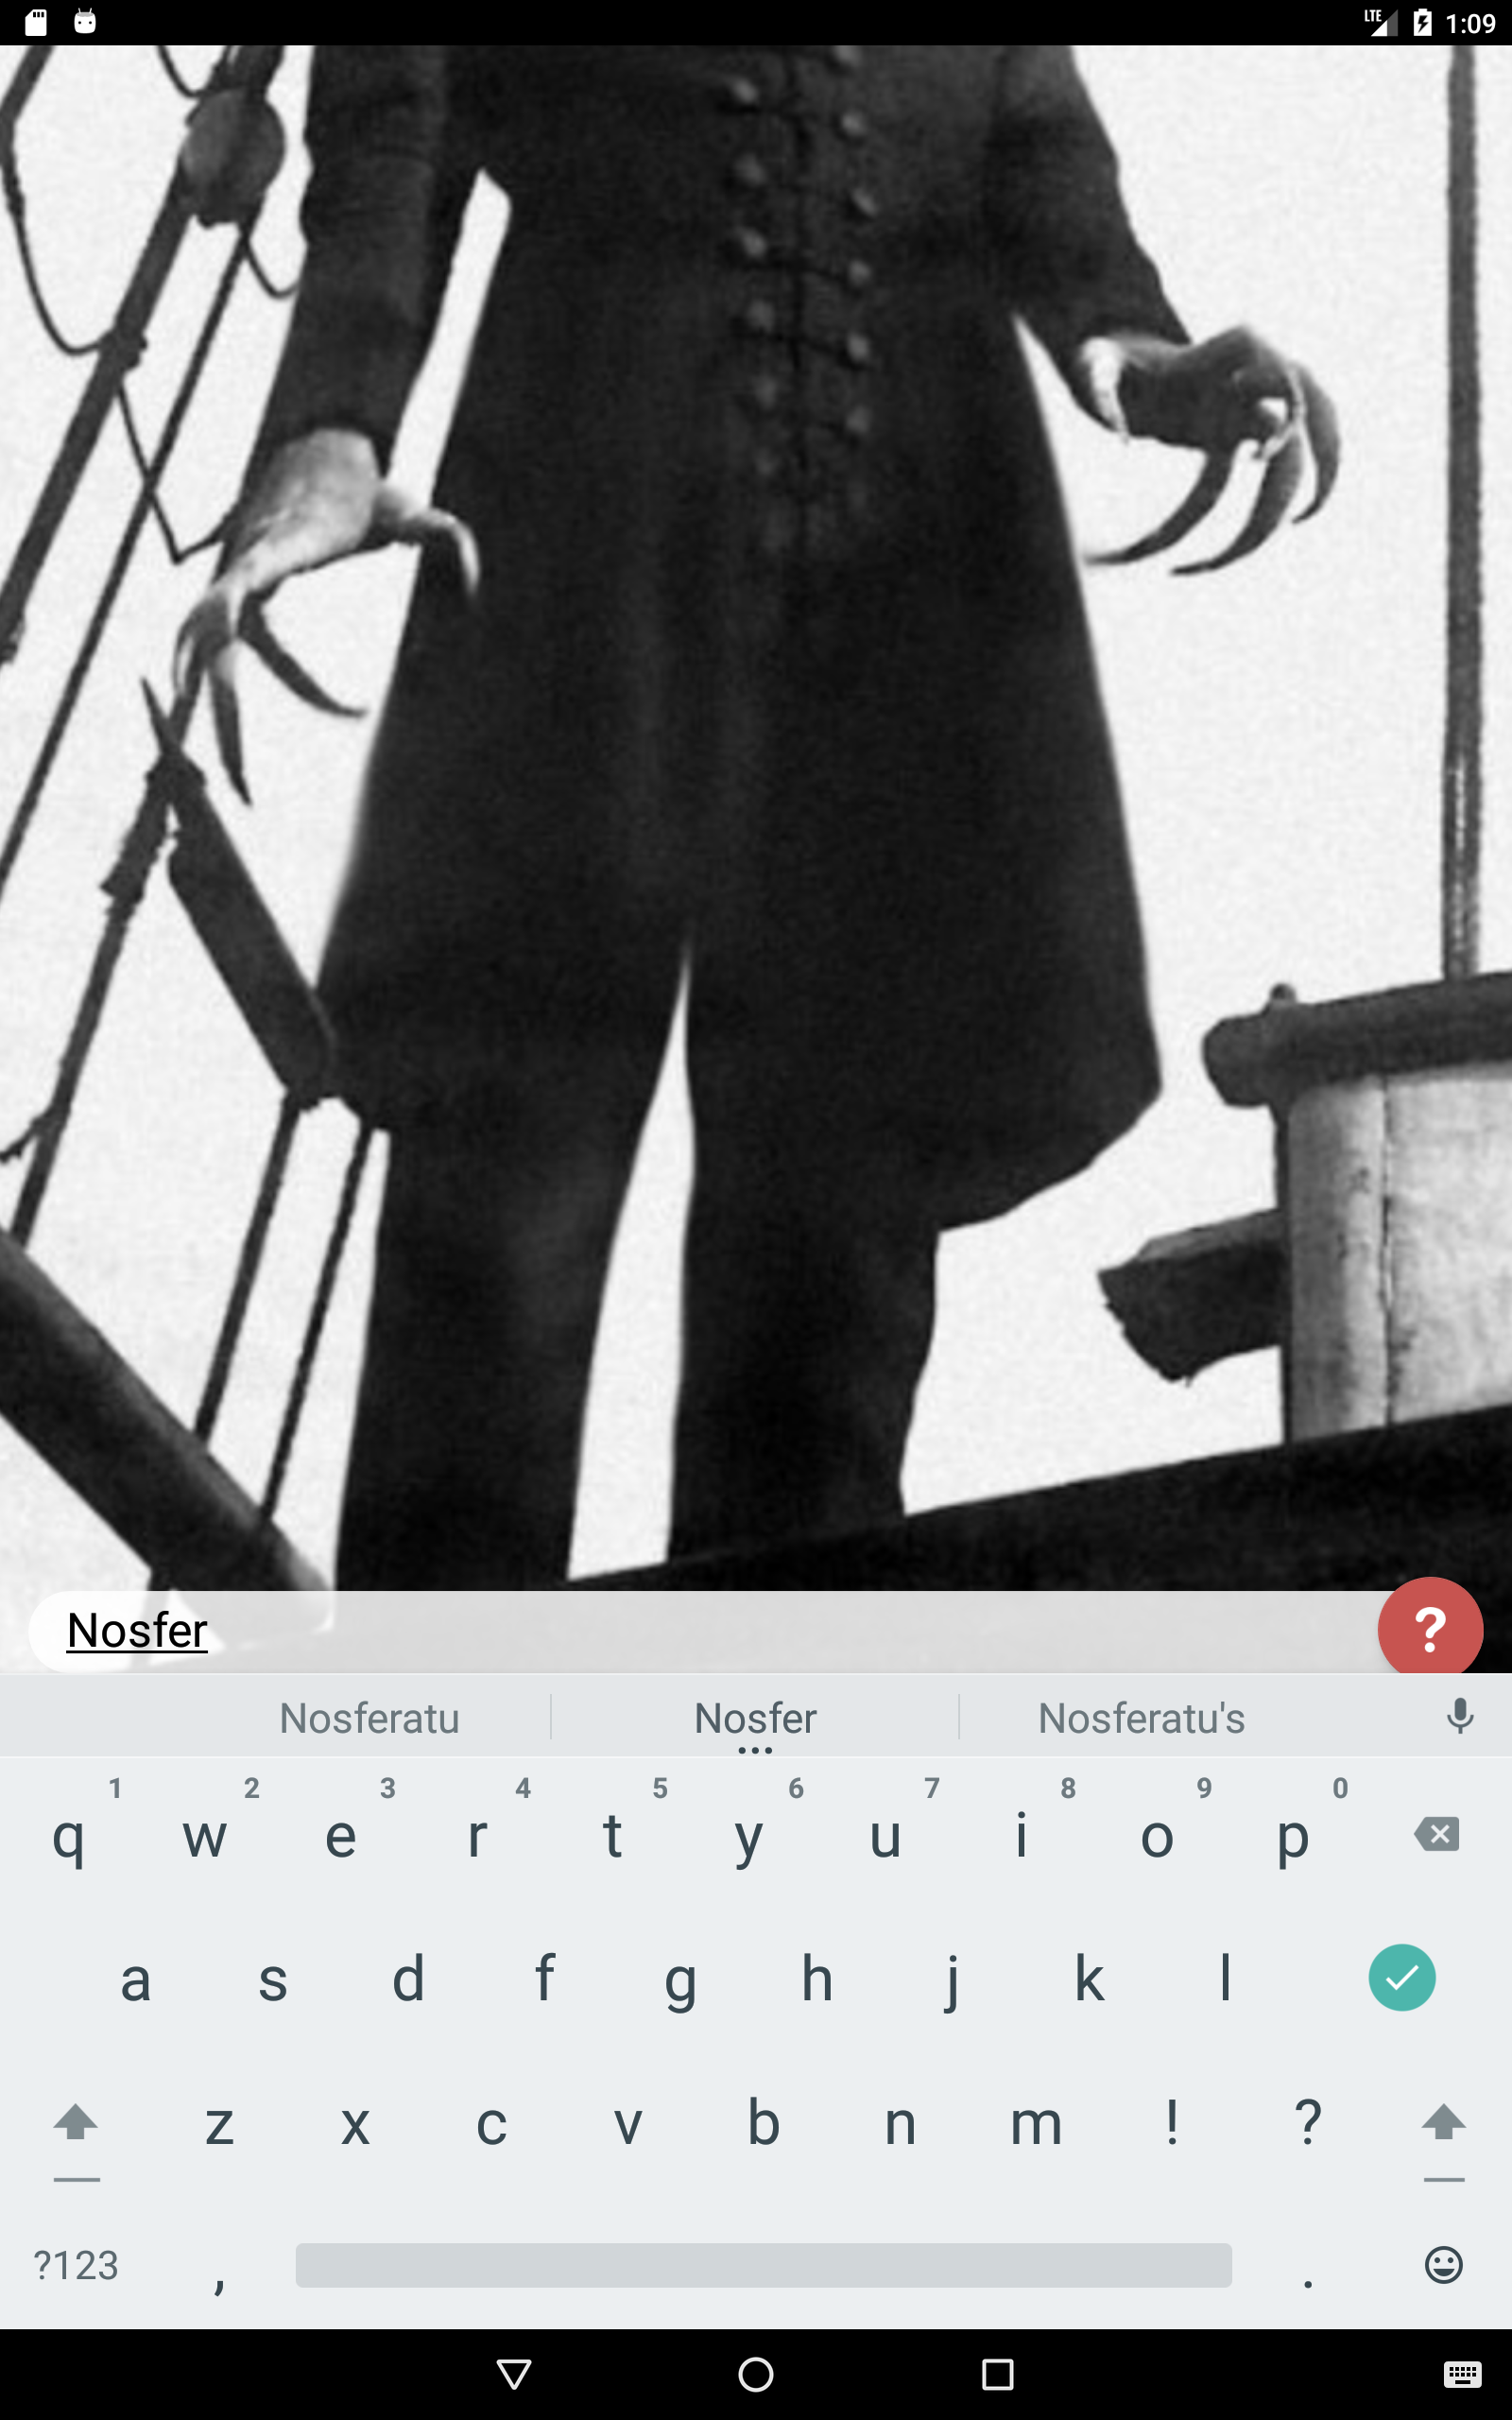 LTE 1:09
Nosfer ?
Nosferatu Nosfer Nosferatu's
1 2 3 4 5 6 7 8 9 0
q w e r t y u i o p
a s d f g h j k l
z x c v b n m ! ?
?123 , .